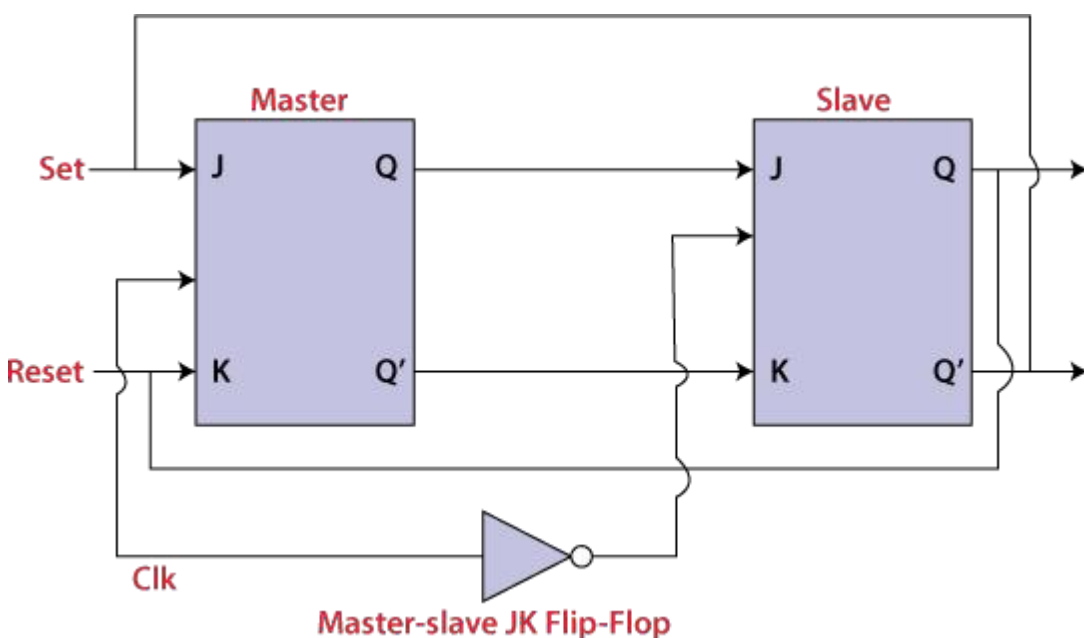 Master
Slave
Set
J
Q
J
Q
Reset
K
Q’
K
Q’
Clk
Master-slave JK Flip-Flop